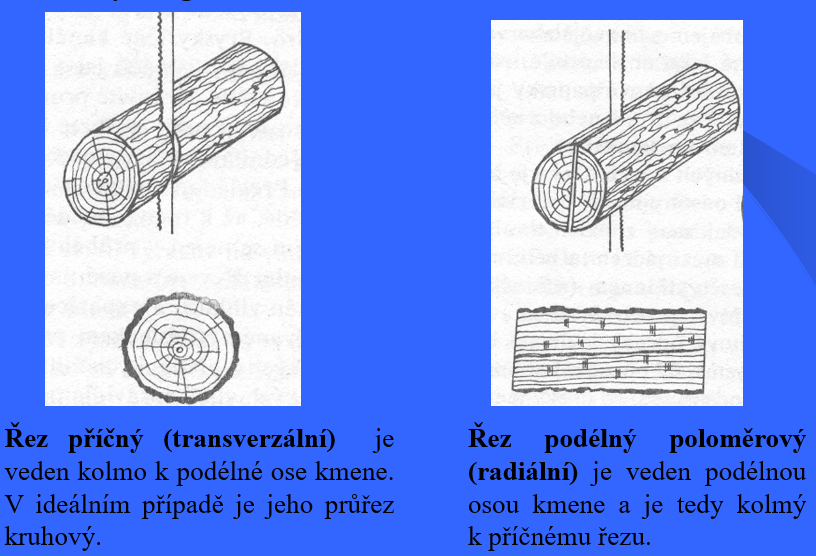 Řez příčný (transverzální) je
veden kolmo k podélné ose kmene.
V ideálním případě je jeho průřez
kruhový.
Řez podélný poloměrový
(radiální) je veden podélnou
osou kmene a je tedy kolmý
k příčnému řezu.